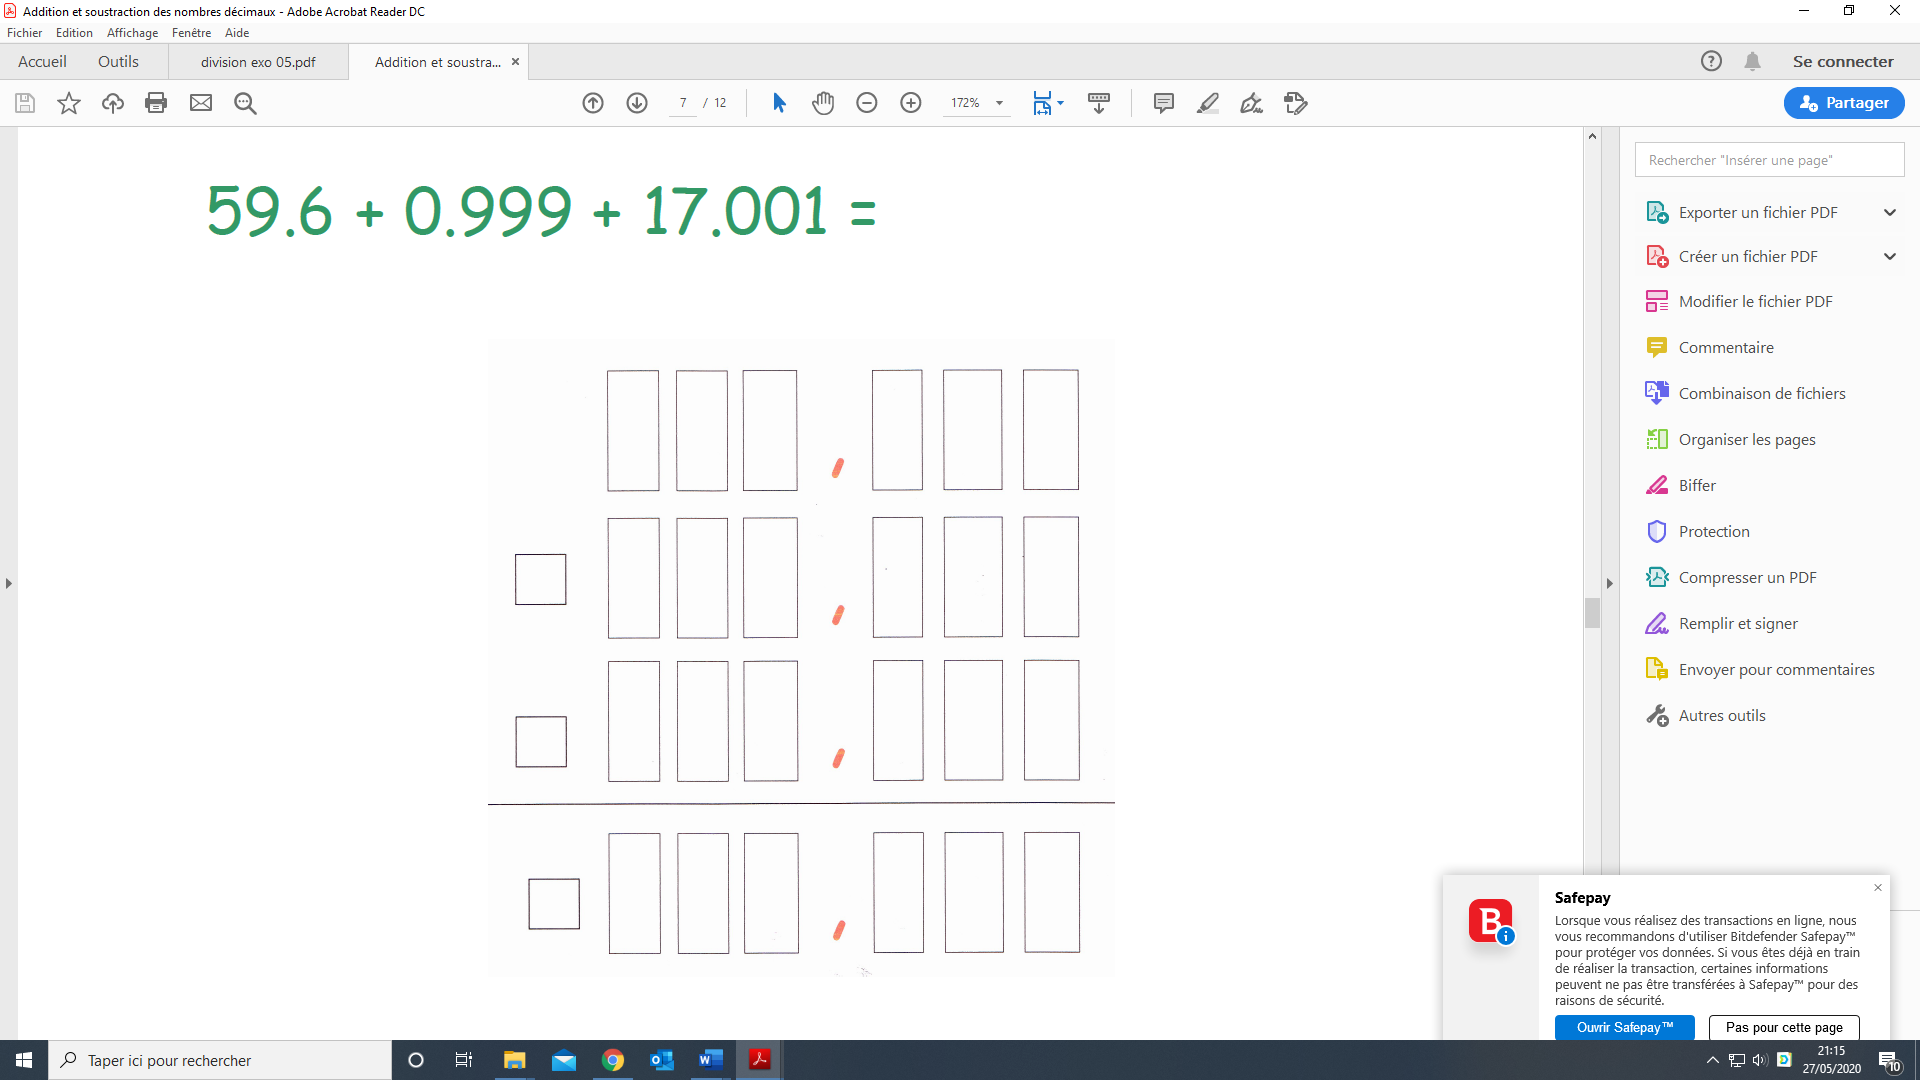 Addition et soustraction des nombres décimaux - Adobe Acrobat Reader DC
Fichier Edition Affichage Fenêtre Aide
Accueil Outils division exo 05.pdf Addition et soustra... × Se connecter
7 / 12 172% Partager
59.6 + 0.999 + 17.001 =
, 
,
,
,
Rechercher "Insérer une page"
Exporter un fichier PDF
Créer un fichier PDF
Modifier le fichier PDF
Commentaire
Combinaison de fichiers
Organiser les pages
Biffer
Protection
Compresser un PDF
Remplir et signer
Envoyer pour commentaires
Autres outils
Safepay
Lorsque vous réalisez des transactions en ligne, nous
vous recommandons d'utiliser Bitdefender Safepay™
pour protéger vos données. Si vous êtes déjà en train
de réaliser la transaction, certaines informations
peuvent ne pas être transférées à Safepay™ pour des
raisons de sécurité.
Ouvrir Safepay™ Pas pour cette page
Taper ici pour rechercher
21:15
27/05/2020
10